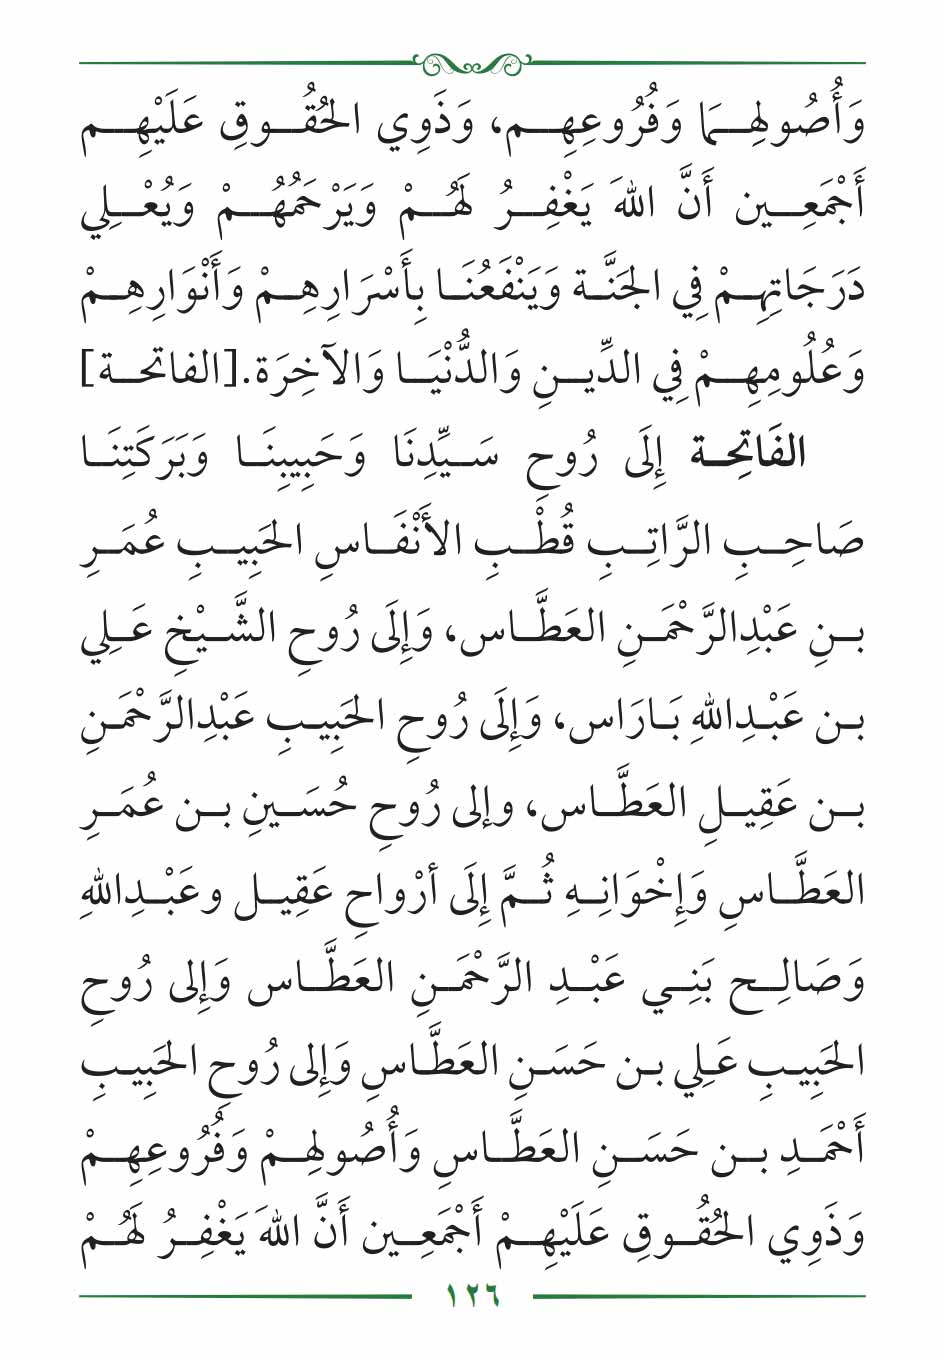 وَأُصُولِهِمَا وَفُرُوعِهِم، وَذَوِي الحُقُوقِ عَلَيْهِم
أَجْمَعِين أَنَّ اللهَ يَغْفِرُ لَهُمْ وَيَرْحَمُهُمْ وَيُعْلِي
دَرَجَاتِهِمْ فِي الجَنَّة وَيَنْفَعُنَا بِأَسْرَارِهِمْ وَأَنْوَارِهِمْ
وَعُلُومِهِمْ فِي الدِّينِ وَالدُّنْيَا وَالآخِرَة.[الفاتحة]
الفَاتِحَة إِلَى رُوحِ سَيِّدِنَا وَحَبِيبِنَا وَبَرَكَتِنَا
صَاحِبِ الرَّاتِبِ قُطْبِ الأَنْفَاسِ الحَبِيبِ عُمَرِ
بنِ عَبْدِالرَّحْمَنِ العَطَّاس، وَإِلَى رُوحِ الشَّيْخِ عَلِي
بن عَبْدِاللهِ بَارَاس، وَإِلَى رُوحِ الحَبِيبِ عَبْدِالرَّحْمَنِ
بن عَقِيلِ العَطَّاس، وإلى رُوحِ حُسَيْنِ بن عُمَرِ
العَطَّاسِ وَإِخْوَانِهِ ثُمَّ إِلَى أرْواحِ عَقِيل وعَبْدِاللهِ
وَصَالِح بَنِي عَبْدِ الرَّحْمَنِ العَطَّاس وَإِلى رُوحِ
الحَبِيبِ عَلِي بن حَسَنِ العَطَّاسِ وَإِلى رُوحِ الحَبِيبِ
أَحْمَدِ بن حَسَنِ العَطَّاسِ وَأُصُولِهِمْ وَفُرُوعِهِمْ
وَذَوِي الحُقُوقِ عَلَيْهِمْ أَجْمَعِين أَنَّ اللهَ يَغْفِرُ لَهُمْ
١٢٦